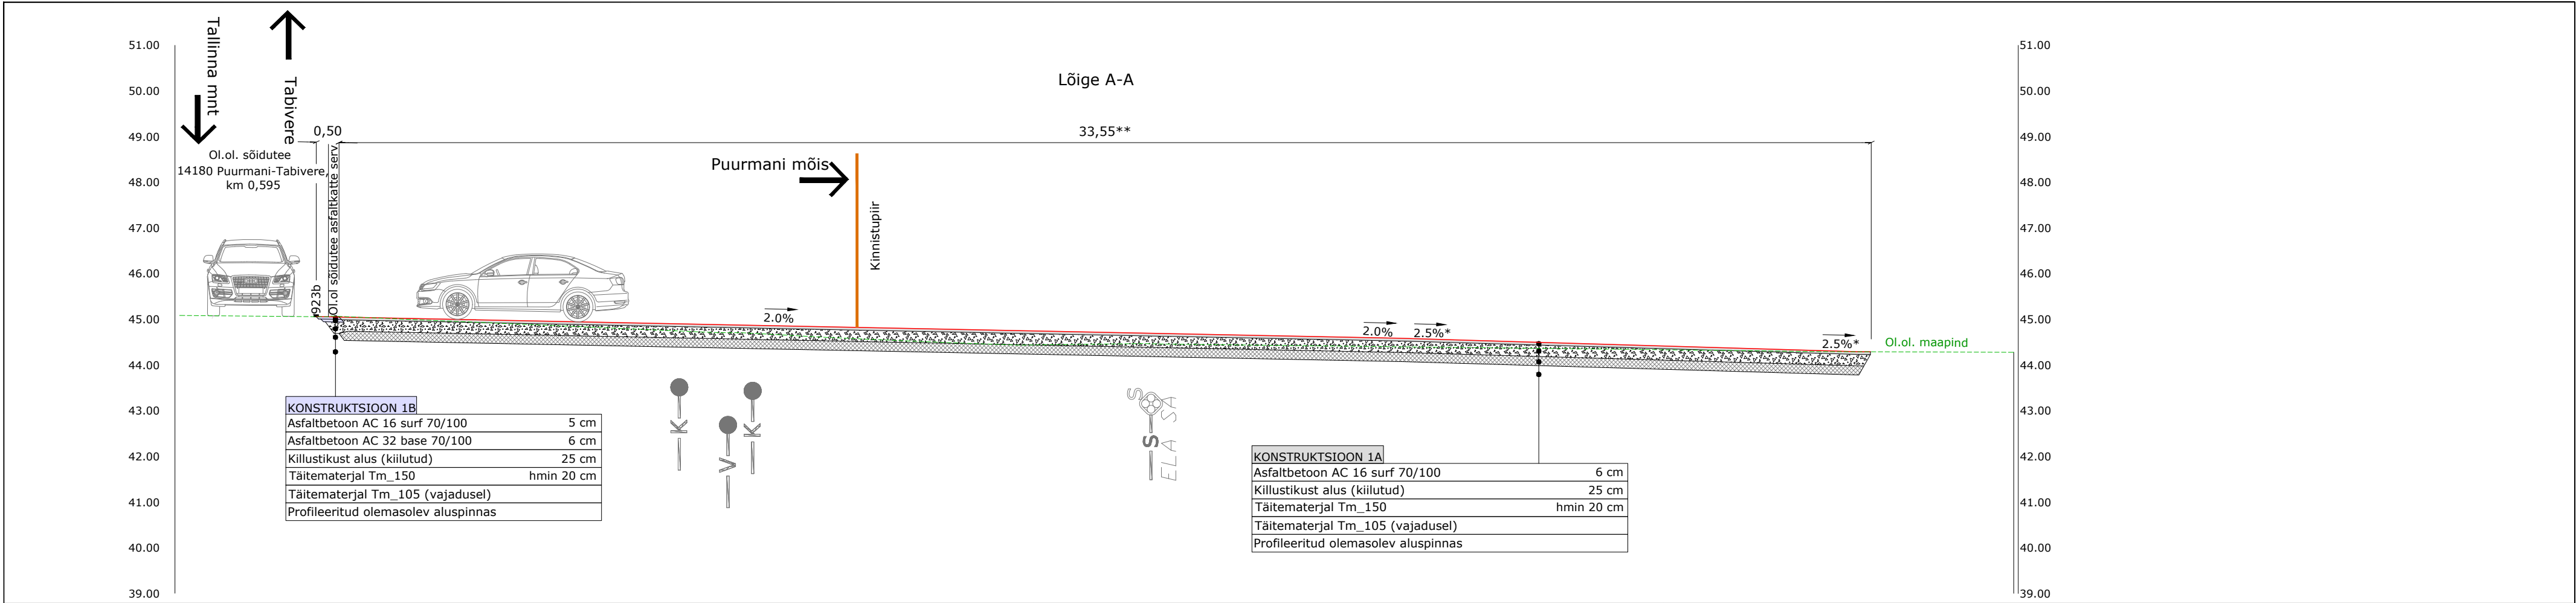 Lõige A-A
Tallinna mnt
Tabivere
51.00
50.00
49.00
48.00
47.00
46.00
45.00
44.00
43.00
42.00
41.00
40.00
39.00
0,50
33,55**
Ol.ol. sõidutee
14180 Puurmani-Tabivere,
km 0,595
923b
Ol.ol sõidutee asfaltkatte serv
Puurmani mõis
Kinnistupiir
2.0%
2.0%
2.5%*
2.5%*
Ol.ol. maapind
KONSTRUKTSIOON 1B
Asfaltbetoon AC 16 surf 70/100 5 cm
Asfaltbetoon AC 32 base 70/100 6 cm
Killustikust alus (kiilutud) 25 cm
Täitematerjal Tm_150 hmin 20 cm
Täitematerjal Tm_105 (vajadusel)
Profileeritud olemasolev aluspinnas
K
V
K
S
S
ELA SA
KONSTRUKTSIOON 1A
Asfaltbetoon AC 16 surf 70/100 6 cm
Killustikust alus (kiilutud) 25 cm
Täitematerjal Tm_150 hmin 20 cm
Täitematerjal Tm_105 (vajadusel)
Profileeritud olemasolev aluspinnas
51.00
50.00
49.00
48.00
47.00
46.00
45.00
44.00
43.00
42.00
41.00
40.00
39.00